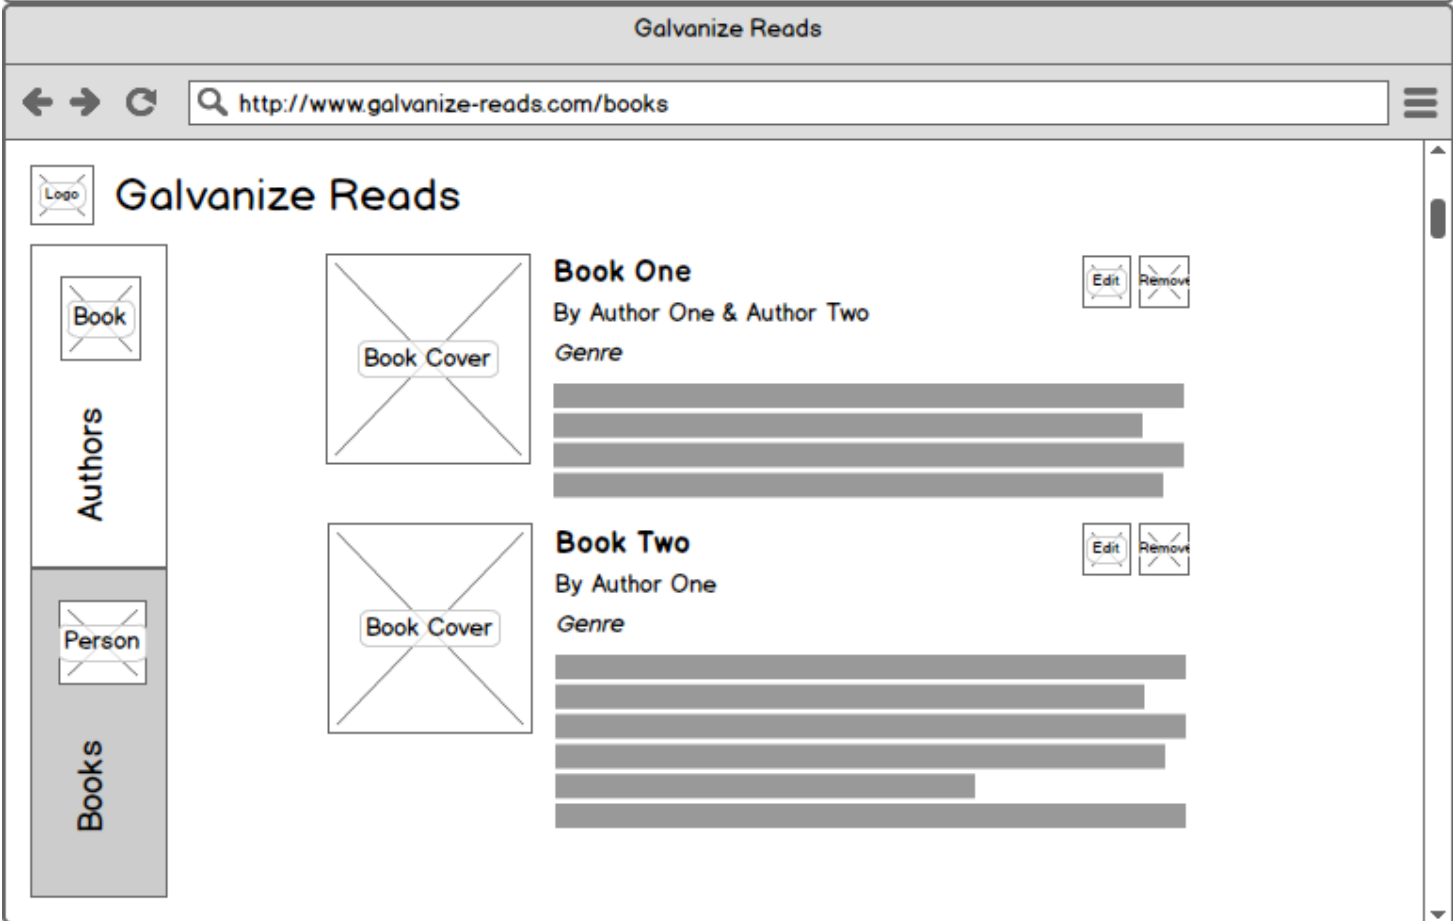 Galvanize Reads
http://www.galvanize-reads.com/books
Logo
Galvanize Reads
Book
Authors
Person
Books
Book Cover
Book One
By Author One & Author Two
Genre
Edit
Remove
Book Cover
Book Two
By Author One
Genre
Edit
Remove